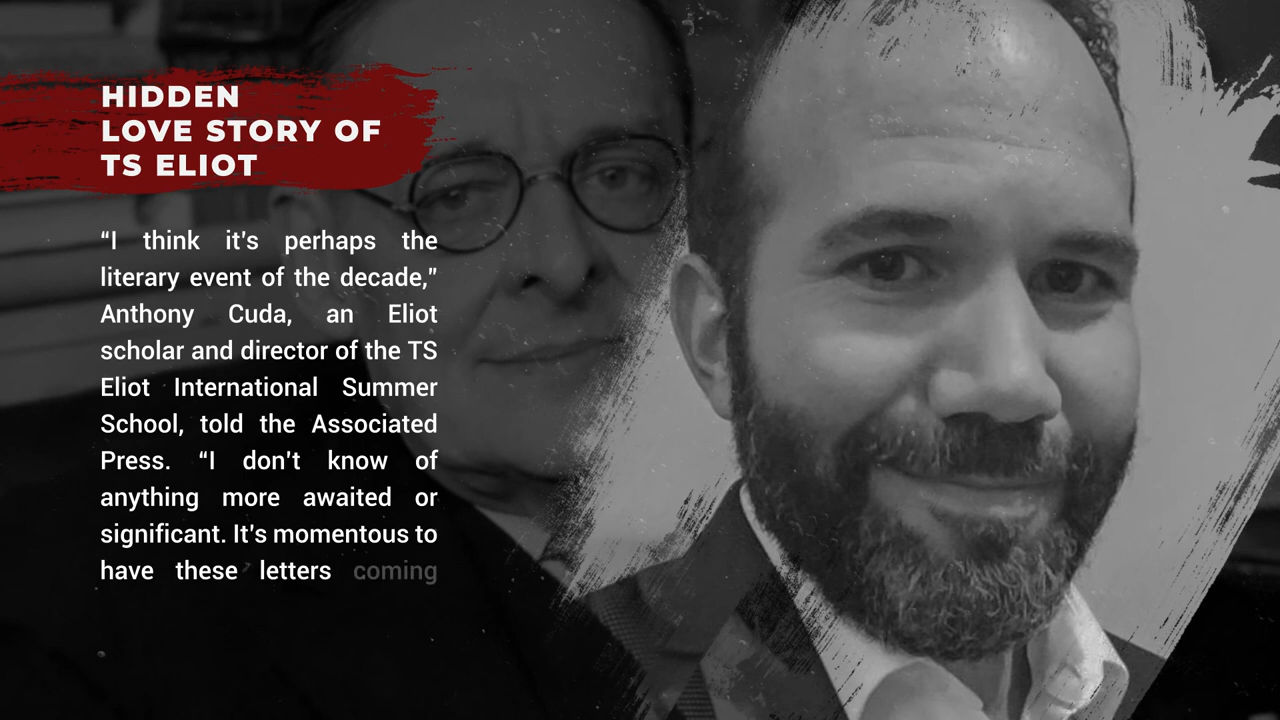 HIDDEN
LOVE STORY OF
TS ELIOT
“I think it's perhaps the
literary event of the decade,”
Anthony Cuda, an Eliot
scholar and director of the TS
Eliot International Summer
School, told the Associated
Press. “I don't know of
anything more awaited or
significant. It's momentous to
have these letters coming